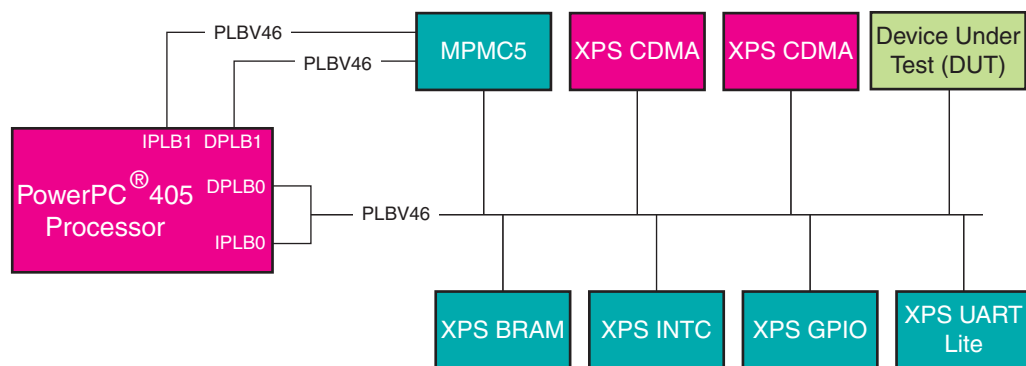 PLBV46
PLBV46
MPMC5
XPS CDMA
XPS CDMA
Device Under
Test (DUT)
IPLB1
DPLB1
PowerPC® 405
Processor
DPLB0
IPLB0
PLBV46
XPS BRAM
XPS INTC
XPS GPIO
XPS UART
Lite